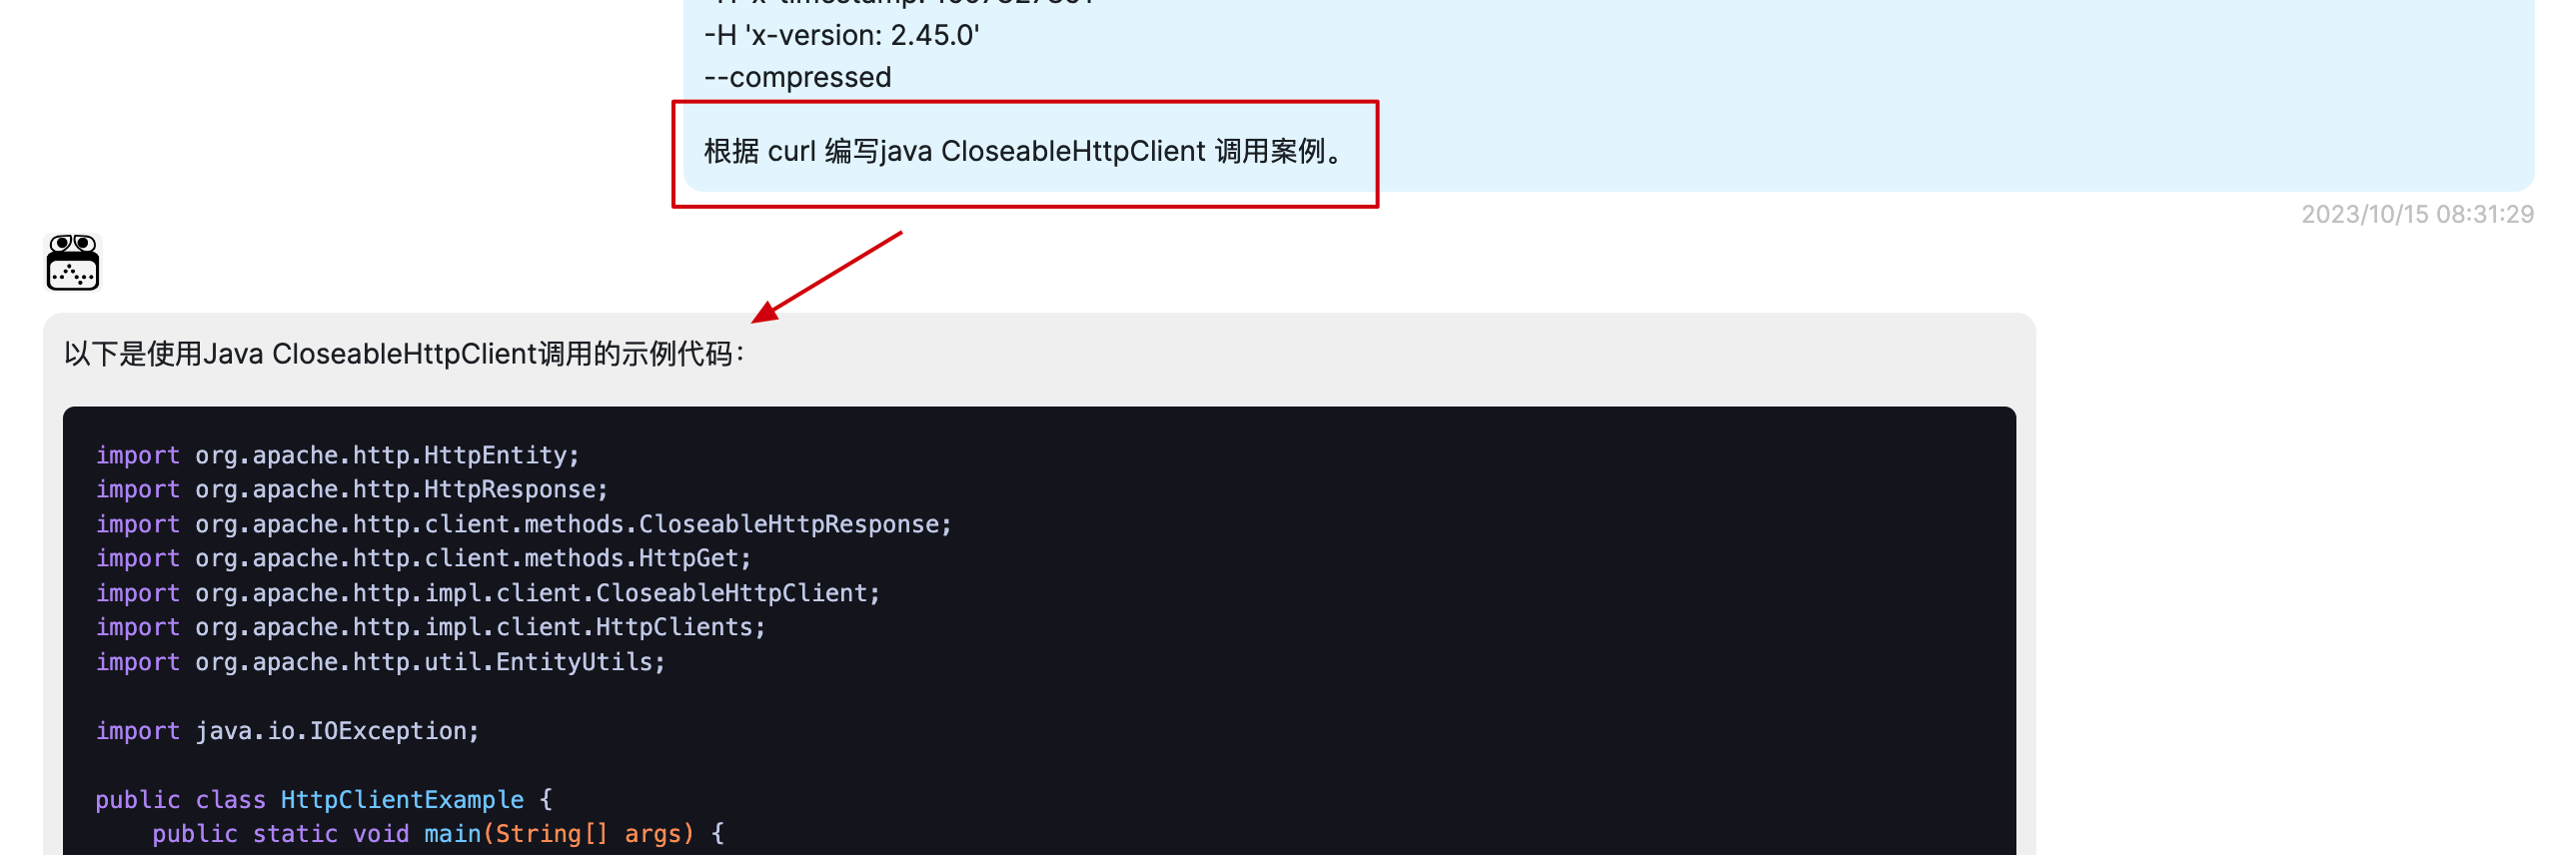 -H 'x-version: 2.45.0'
--compressed
根据 curl 编写java CloseableHttpClient 调用案例。
2023/10/15 08:31:29
以下是使用Java CloseableHttpClient调用的示例代码：
import org.apache.http.HttpEntity;
import org.apache.http.HttpResponse;
import org.apache.http.client.methods.CloseableHttpResponse;
import org.apache.http.client.methods.HttpGet;
import org.apache.http.impl.client.CloseableHttpClient;
import org.apache.http.impl.client.HttpClients;
import org.apache.http.util.EntityUtils;
import java.io.IOException;
public class HttpClientExample {
public static void main(String[] args) {